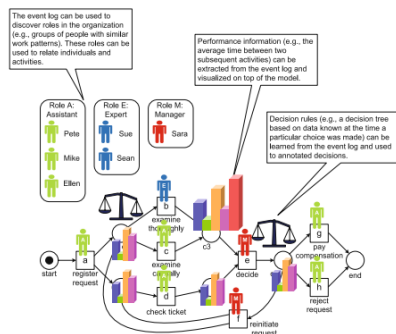 The event log can be used to
discover roles in the organization
(e.g., groups of people with similar
work patterns). These roles can be
used to relate individuals and
activities.
Performance information (e.g., the
average time between two
subsequent activities) can be
extracted from the event log and
visualized on top of the model.
Decision rules (e.g., a decision tree
based on data known at the time a
particular choice was made) can be
learned from the event log and used
to annotated decisions.
Role A:
Assistant
Pete
Mike
Ellen
Role E:
Expert
Sue
Sean
Role M:
Manager
Sara
E
b
examine
thoroughly
A
c
examine
casually
A
d
check ticket
A
a
register
request
start
c3
M
e
decide
M
reinitiate
request
A
g
pay
compensation
A
h
reject
request
end